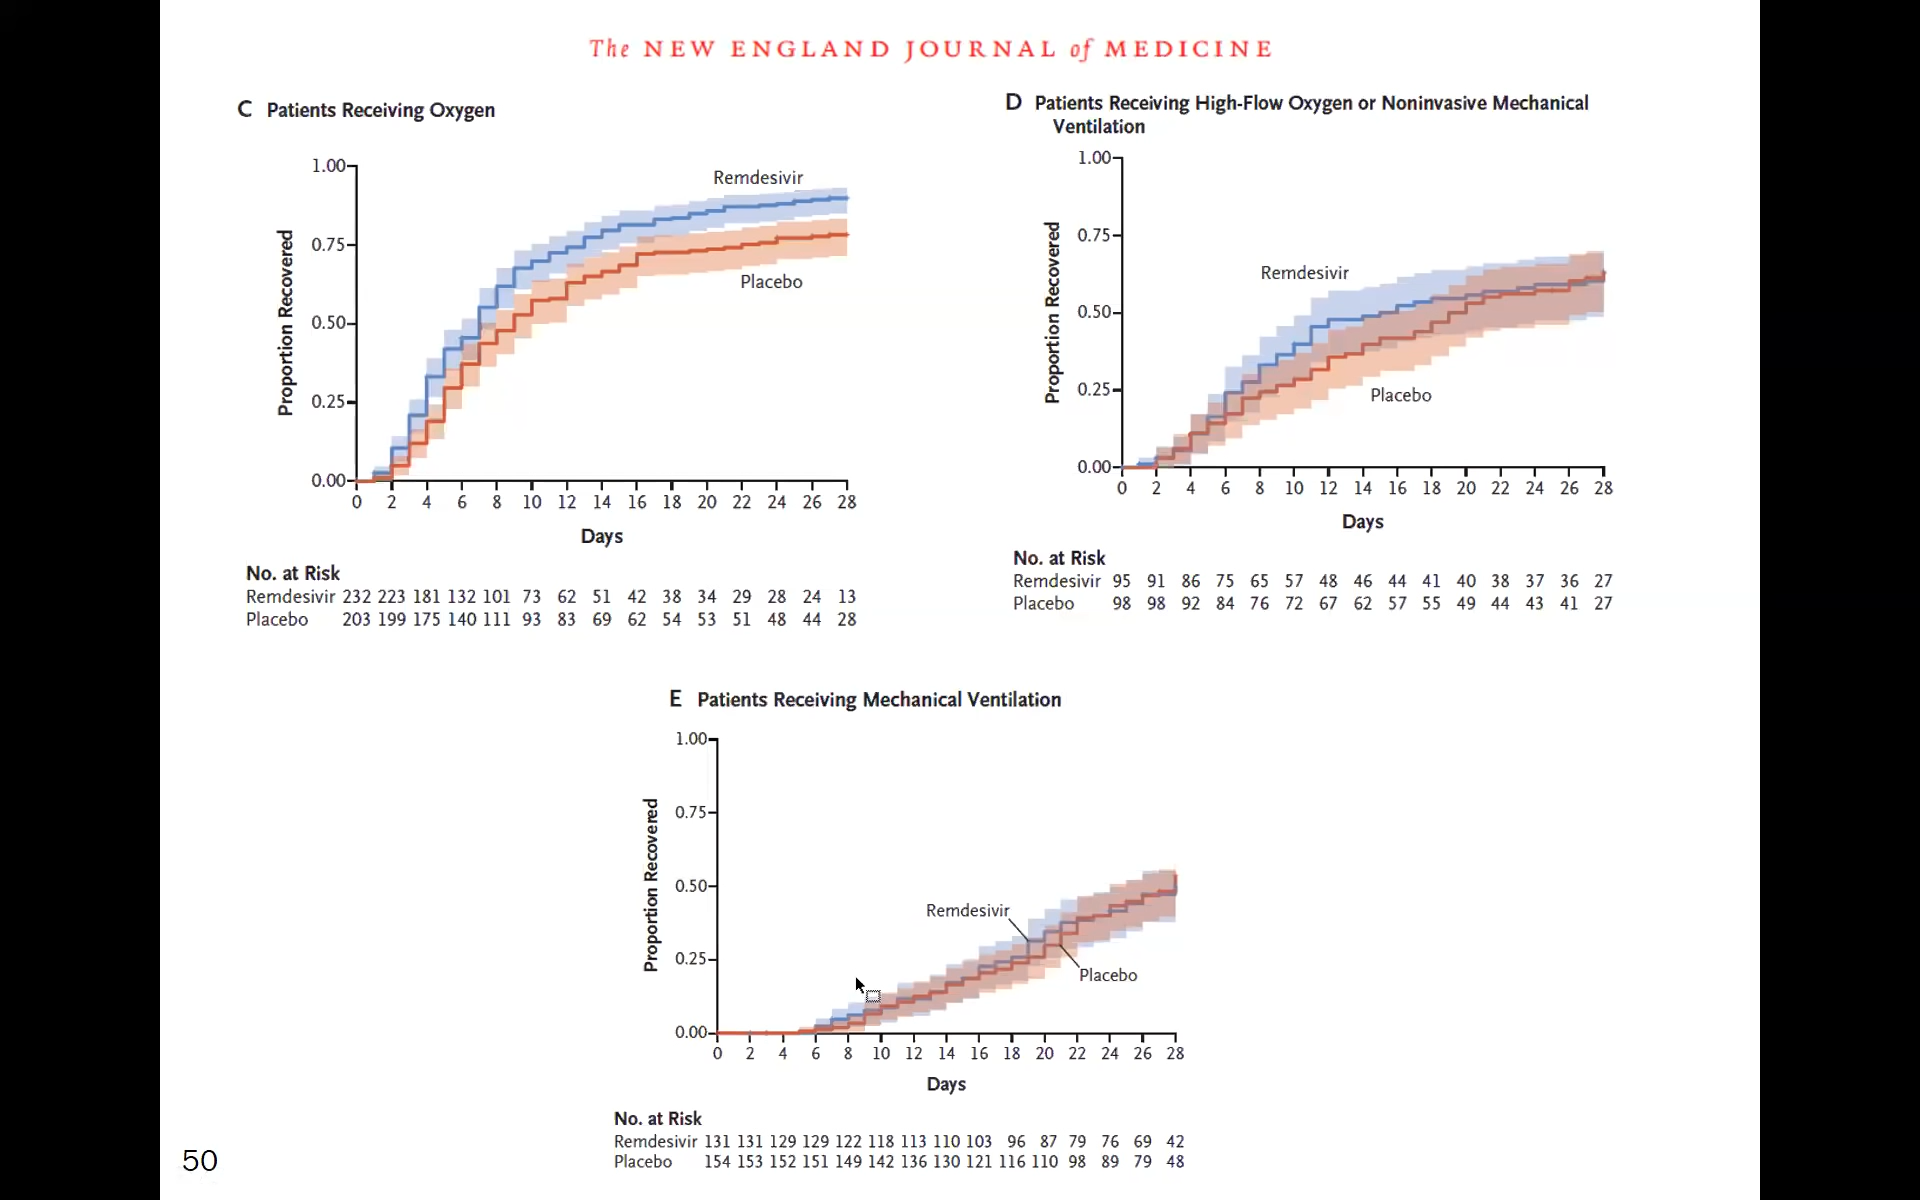 The NEW ENGLAND JOURNAL of MEDICINE
C Patients Receiving Oxygen
1.00
0.75
0.50
0.25
0.00
Proportion Recovered
Remdesivir
Placebo
0 2 4 6 8 10 12 14 16 18 20 22 24 26 28
Days
No. at Risk
Remdesivir 232 223 181 132 101 73 62 51 42 38 34 29 28 24 13
Placebo 203 199 175 140 111 93 83 69 62 54 53 51 48 44 28
D Patients Receiving High-Flow Oxygen or Noninvasive Mechanical
Ventilation
1.00
0.75
0.50
0.25
0.00
Proportion Recovered
Remdesivir
Placebo
0 2 4 6 8 10 12 14 16 18 20 22 24 26 28
Days
No. at Risk
Remdesivir 95 91 86 75 65 57 48 46 44 41 40 38 37 36 27
Placebo 98 98 92 84 76 72 67 62 57 55 49 44 43 41 27
E Patients Receiving Mechanical Ventilation
1.00
0.75
0.50
0.25
0.00
Proportion Recovered
Remdesivir
Placebo
0 2 4 6 8 10 12 14 16 18 20 22 24 26 28
Days
No. at Risk
Remdesivir 131 131 129 129 122 118 113 110 103 96 87 79 76 69 42
Placebo 154 153 152 151 149 142 136 130 121 116 110 98 89 79 48
50